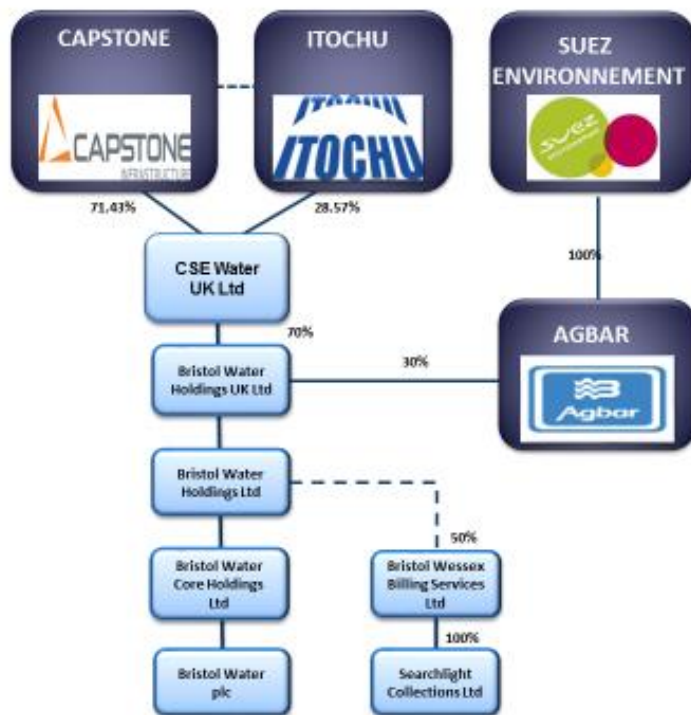 CAPSTONE
ITOCHU
SUEZ
ENVIRONNEMENT
CAPSTONE
INFRASTRUCTURE
ITOCHU
ITOCHU
suez
71.43%
28.57%
100%
CSE Water
UK Ltd
70%
AGBAR
Bristol Water
Holdings UK Ltd
30%
Agbar
Bristol Water
Holdings Ltd
50%
Bristol Water
Core Holdings
Ltd
Bristol Wessex
Billing Services
Ltd
100%
Bristol Water
plc
Searchlight
Collections Ltd